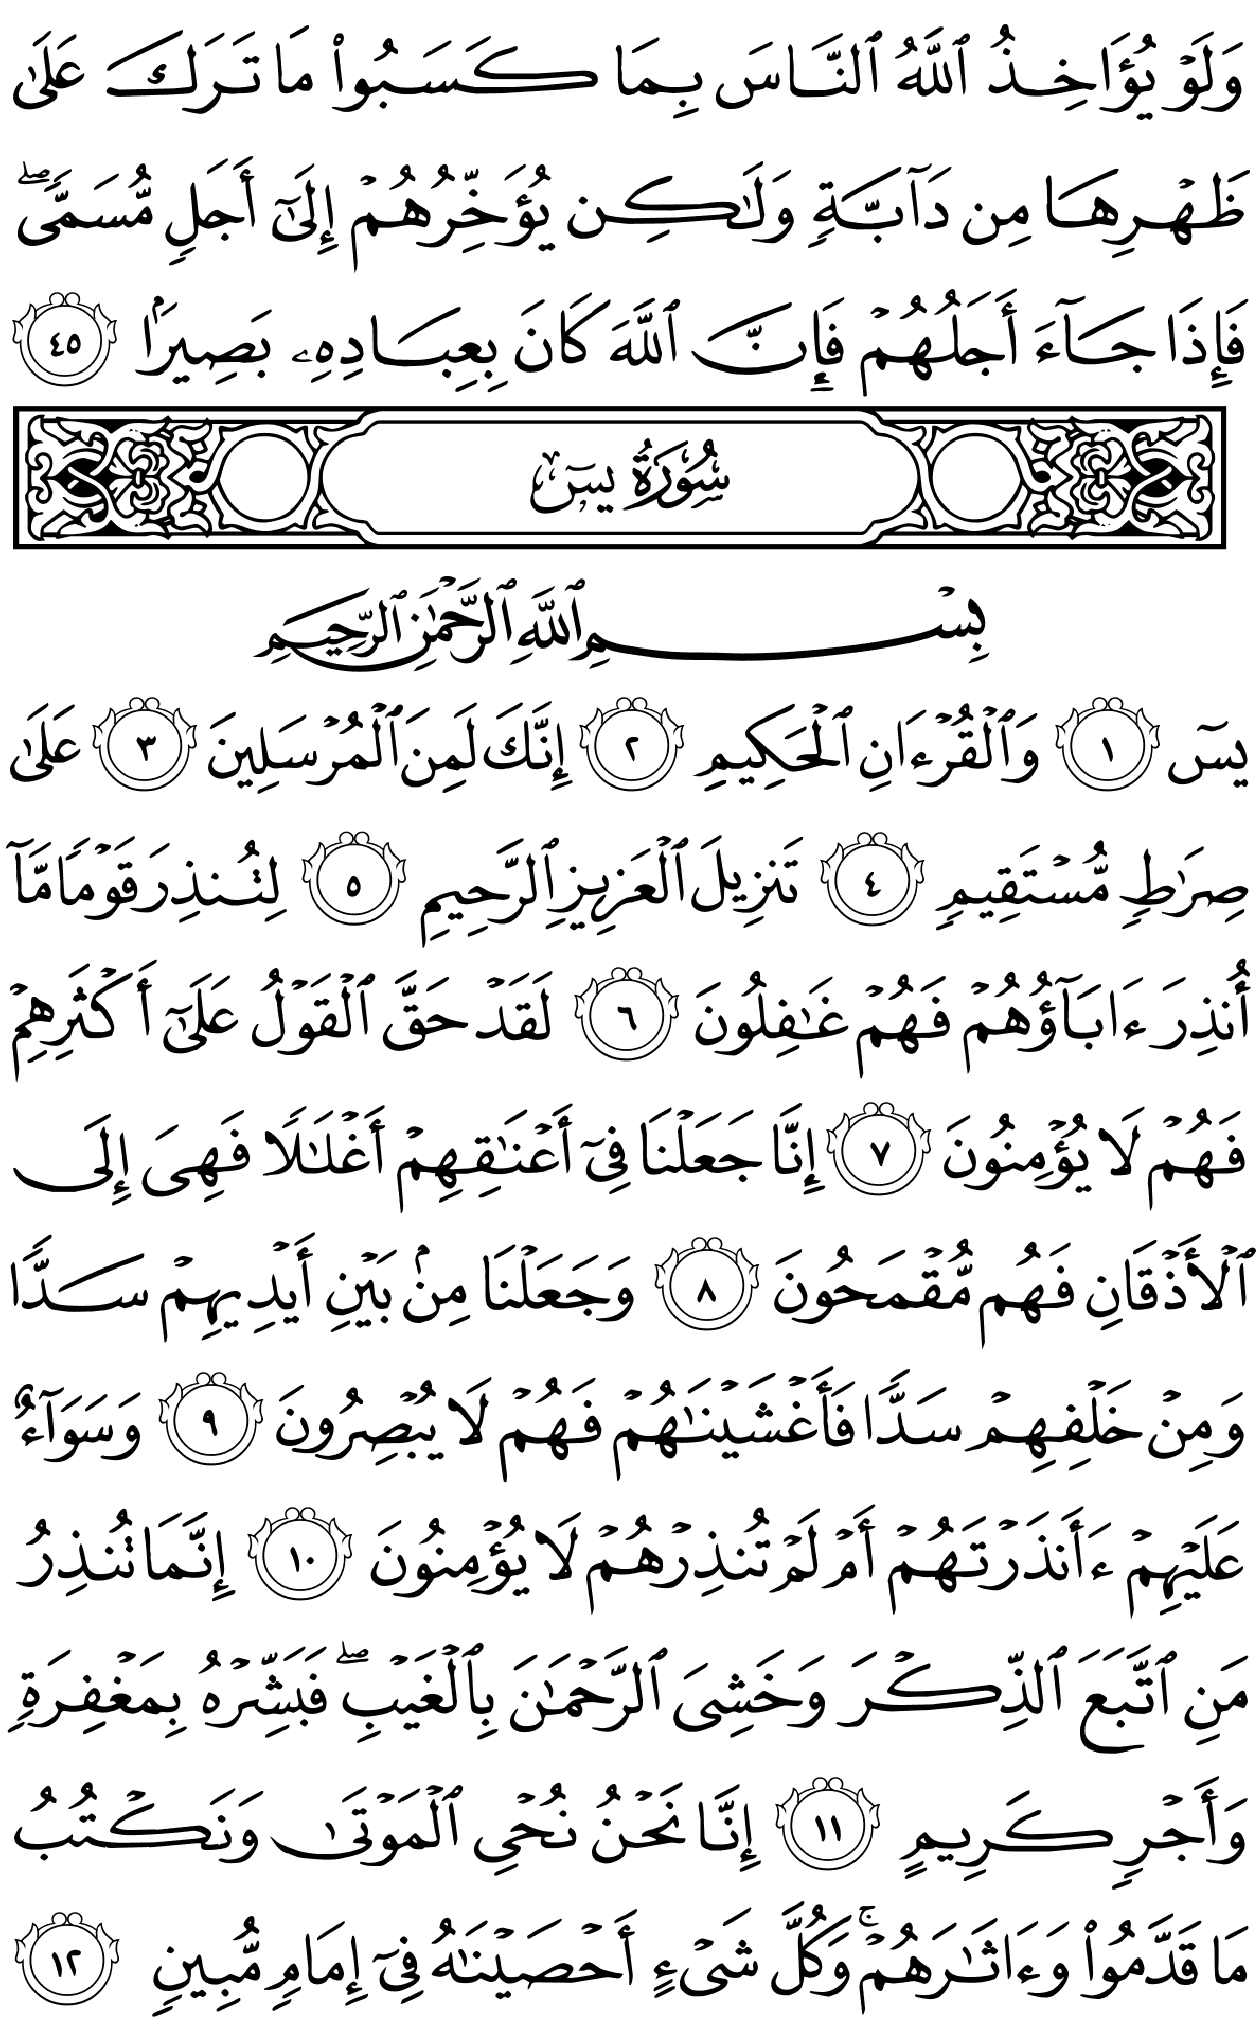 وَلَوۡ يُؤَاخِذُ ٱللَّهُ ٱلنَّاسَ بِمَا كَسَبُواْ مَا تَرَكَ عَلَىٰ
ظَهۡرِهَا مِن دَآبَّةٖ وَلَٰكِن يُؤَخِّرُهُمۡ إِلَىٰٓ أَجَلٖ مُّسَمّٗىۖ
فَإِذَا جَآءَ أَجَلُهُمۡ فَإِنَّ ٱللَّهَ كَانَ بِعِبَادِهِۦ بَصِيرَۢا ٤٥
سُورَةُ يسٓ
بِسۡمِ ٱللَّهِ ٱلرَّحۡمَٰنِ ٱلرَّحِيمِ
يسٓ ١ وَٱلۡقُرۡءَانِ ٱلۡحَكِيمِ ٢ إِنَّكَ لَمِنَ ٱلۡمُرۡسَلِينَ ٣ عَلَىٰ
صِرَٰطٖ مُّسۡتَقِيمٖ ٤ تَنزِيلَ ٱلۡعَزِيزِ ٱلرَّحِيمِ ٥ لِتُنذِرَ قَوۡمٗا مَّآ
أُنذِرَ ءَابَآؤُهُمۡ فَهُمۡ غَٰفِلُونَ ٦ لَقَدۡ حَقَّ ٱلۡقَوۡلُ عَلَىٰٓ أَكۡثَرِهِمۡ
فَهُمۡ لَا يُؤۡمِنُونَ ٧ إِنَّا جَعَلۡنَا فِيٓ أَعۡنَٰقِهِمۡ أَغۡلَٰلٗا فَهِيَ إِلَى
ٱلۡأَذۡقَانِ فَهُم مُّقۡمَحُونَ ٨ وَجَعَلۡنَا مِنۢ بَيۡنِ أَيۡدِيهِمۡ سَدّٗا
وَمِنۡ خَلۡفِهِمۡ سَدّٗا فَأَغۡشَيۡنَٰهُمۡ فَهُمۡ لَا يُبۡصِرُونَ ٩ وَسَوَآءٌ
عَلَيۡهِمۡ ءَأَنذَرۡتَهُمۡ أَمۡ لَمۡ تُنذِرۡهُمۡ لَا يُؤۡمِنُونَ ١٠ إِنَّمَا تُنذِرُ
مَنِ ٱتَّبَعَ ٱلذِّكۡرَ وَخَشِيَ ٱلرَّحۡمَٰنَ بِٱلۡغَيۡبِۖ فَبَشِّرۡهُ بِمَغۡفِرَةٖ
وَأَجۡرٖ كَرِيمٍ ١١ إِنَّا نَحۡنُ نُحۡيِ ٱلۡمَوۡتَىٰ وَنَكۡتُبُ
مَا قَدَّمُواْ وَءَاثَٰرَهُمۡۚ وَكُلَّ شَيۡءٍ أَحۡصَيۡنَٰهُ فِيٓ إِمَامٖ مُّبِينٖ ١٢